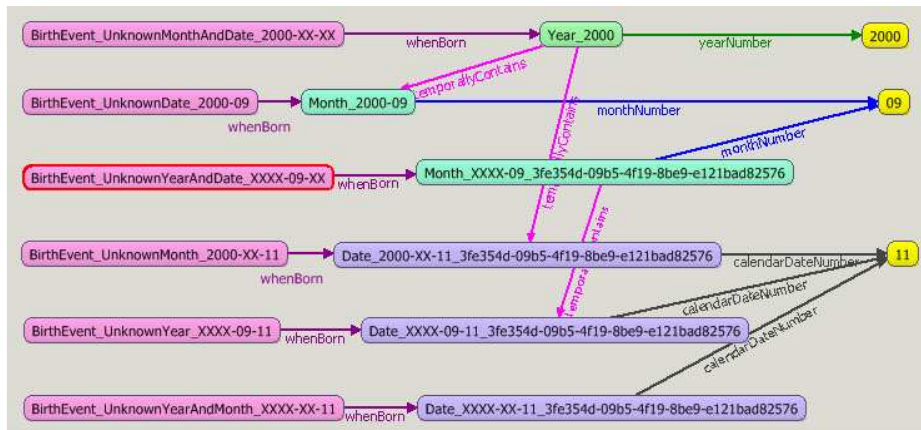 BirthEvent_UnknownMonthAndDate_2000-XX-XX
whenBorn
Year_2000
yearNumber
2000
temporallyContains
BirthEvent_UnknownDate_2000-09
whenBorn
Month_2000-09
monthNumber
09
monthNumber
BirthEvent_UnknownYearAndDate_XXXX-09-XX
whenBorn
Month_XXXX-09_3fe354d-09b5-4f19-8be9-e121bad82576
BirthEvent_UnknownMonth_2000-XX-11
whenBorn
Date_2000-XX-11_3fe354d-09b5-4f19-8be9-e121bad82576
calendarDateNumber
11
calendarDateNumber
BirthEvent_UnknownYear_XXXX-09-11
whenBorn
Date_XXXX-09-11_3fe354d-09b5-4f19-8be9-e121bad82576
calendarDateNumber
BirthEvent_UnknownYearAndMonth_XXXX-XX-11
whenBorn
Date_XXXX-XX-11_3fe354d-09b5-4f19-8be9-e121bad82576